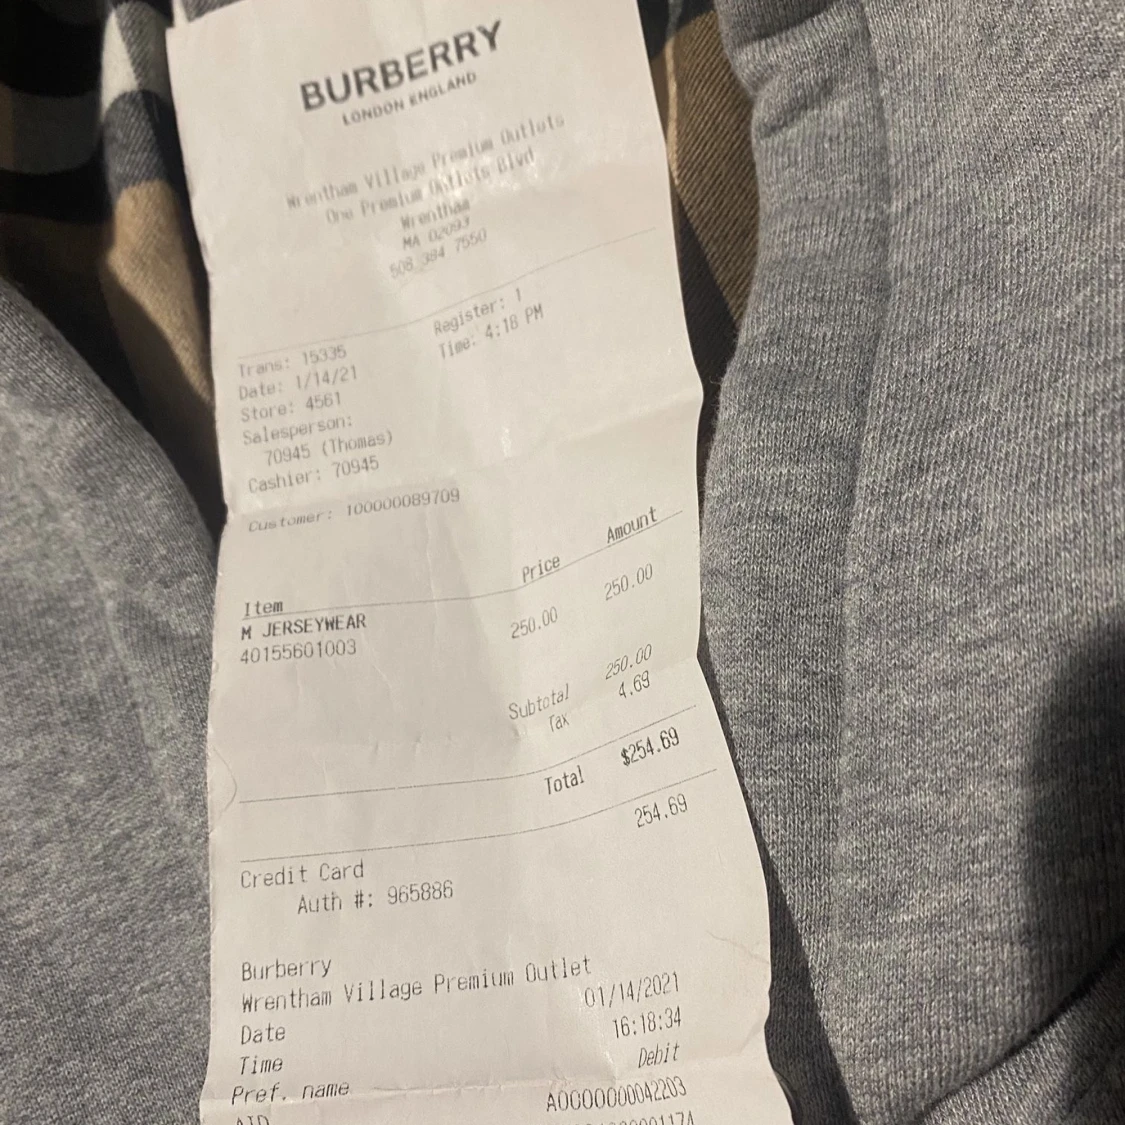 BURBERRY
LONDON ENGLAND
Wrentham Village Premium Outlets
One Premium Outlets Blvd
Wrentham
MA 02093
508 384 7550
Register: 1
Trans: 15335 Time: 4:18 PM
Date: 1/14/21
Store: 4561
Salesperson:
70945 (Thomas)
Cashier: 70945
Customer: 100000089709
Item Price Amount
M JERSEYWEAR 250.00 250.00
40155601003
Subtotal 250.00
Tax 4.69
Total $254.69
254.69
Credit Card
Auth #: 965886
Burberry
Wrentham Village Premium Outlet
Date 01/14/2021
Time 16:18:34
Pref. name Debit
AID A0000000042203